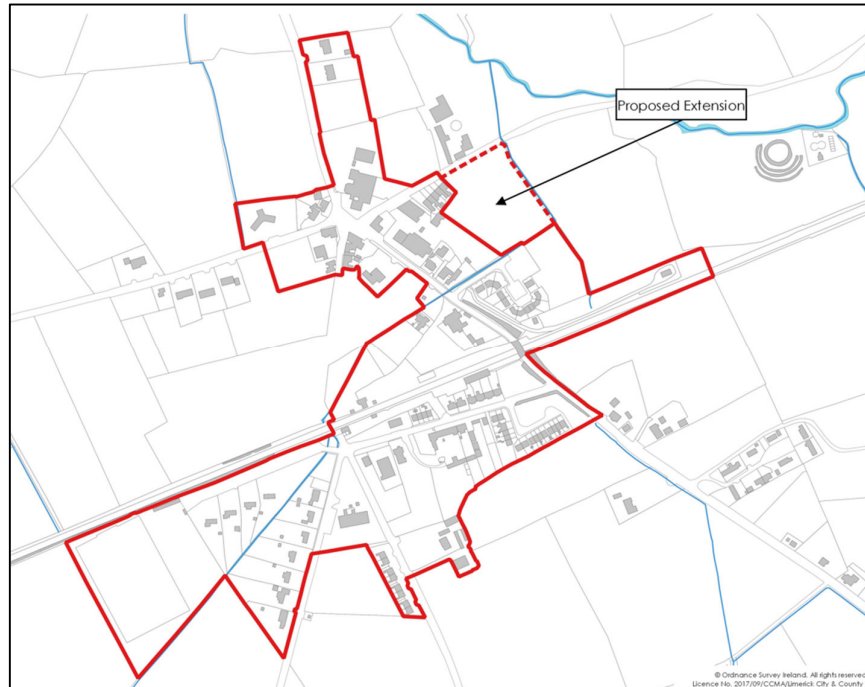 Proposed Extension
© Ordnance Survey Ireland. All rights reserved
Licence No. 2017/09/CCMA/Limerick City & County